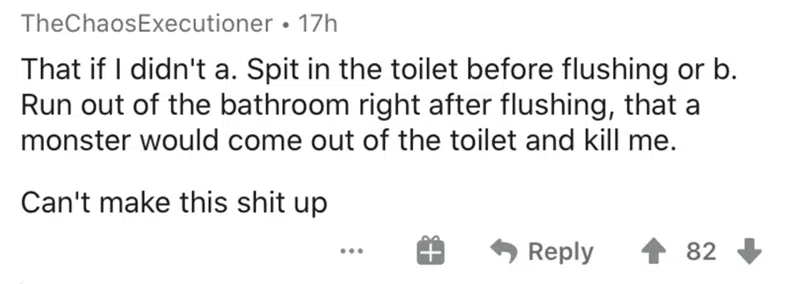 TheChaosExecutioner • 17h
That if I didn't a. Spit in the toilet before flushing or b.
Run out of the bathroom right after flushing, that a
monster would come out of the toilet and kill me.
Can't make this shit up
... Reply 82